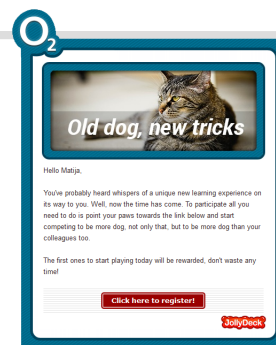 O2
Old dog, new tricks
Hello Matija,
You've probably heard whispers of a unique new learning experience on
its way to you. Well, now the time has come. To participate all you
need to do is point your paws towards the link below and start
competing to be more dog, not only that, but to be more dog than your
colleagues too.
The first ones to start playing today will be rewarded, don't waste any
time!
Click here to register!
JollyDeck